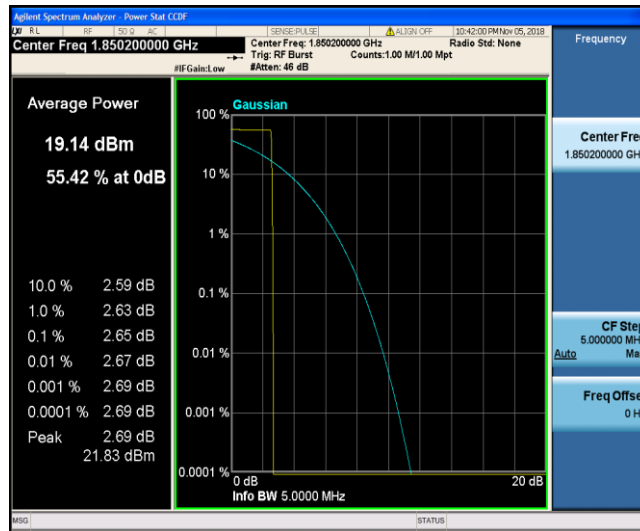 Agilent Spectrum Analyzer - Power Stat CCDF
RL RF 50 Ω AC SENSE:PULSE ALIGN OFF 10:42:00 PM Nov 05, 2018
Center Freq 1.850200000 GHz
Center Freq: 1.850200000 GHz Radio Std: None
Trig: RF Burst Counts:1.00 M/1.00 Mpt
#IFGain:Low #Atten: 46 dB
Frequency
Average Power
19.14 dBm
55.42 % at 0dB
10.0 % 2.59 dB
1.0 % 2.63 dB
0.1 % 2.65 dB
0.01 % 2.67 dB
0.001 % 2.69 dB
0.0001 % 2.69 dB
Peak 2.69 dB
21.83 dBm
Gaussian
100 %
10 %
1 %
0.1 %
0.01 %
0.001 %
0.0001 %
0 dB 20 dB
Info BW 5.0000 MHz
Center Fre
1.850200000 GH
CF Step
5.000000 MH
Auto Ma
Freq Offse
0 H
MSG STATUS